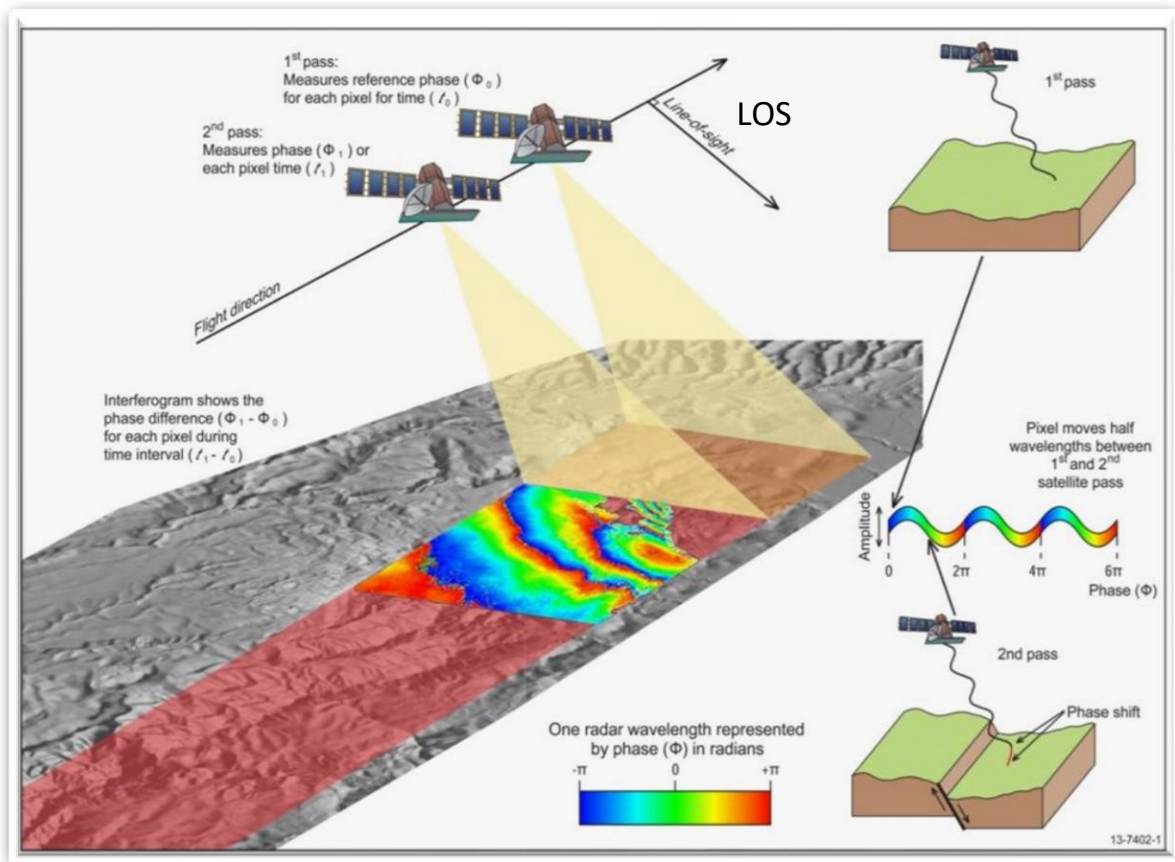 1st pass:
Measures reference phase (Φ0)
for each pixel for time (t0)
2nd pass:
Measures phase (Φ1) or
each pixel time (t1)
Line-of-sight
LOS
Flight direction
1st pass
Interferogram shows the
phase difference (Φ1 - Φ0)
for each pixel during
time interval (t1 - t0)
Pixel moves half
wavelengths between
1st and 2nd
satellite pass
Amplitude
0 2π 4π 6π
Phase (Φ)
2nd pass
Phase shift
One radar wavelength represented
by phase (Φ) in radians
-π 0 +π
13-7402-1